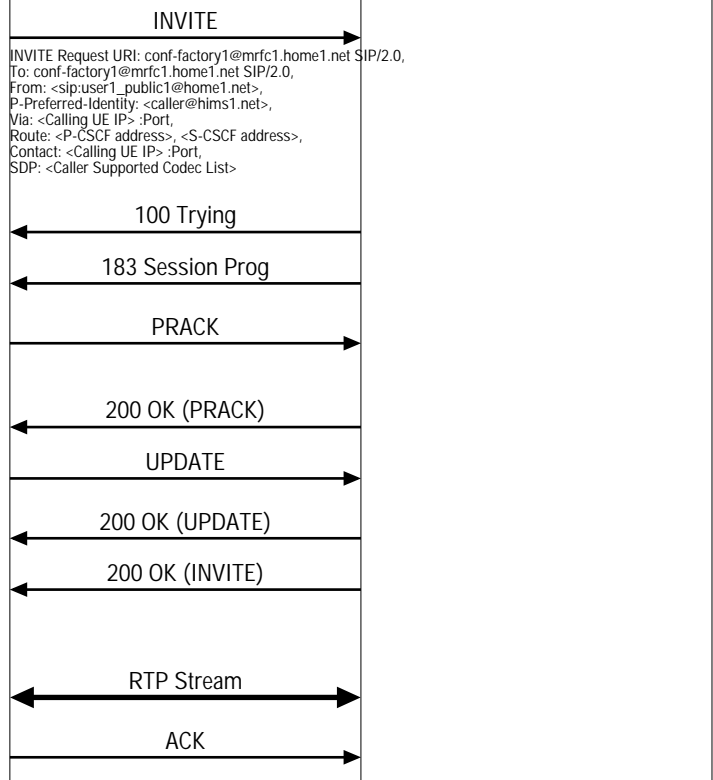 INVITE
INVITE Request URI: conf-factory1@mrfc1.home1.net SIP/2.0,
To: conf-factory1@mrfc1.home1.net SIP/2.0,
From: <sip:user1_public1@home1.net>,
P-Preferred-Identity: <caller@hims1.net>,
Via: <Calling UE IP> :Port,
Route: <P-CSCF address>, <S-CSCF address>,
Contact: <Calling UE IP> :Port,
SDP: <Caller Supported Codec List>
100 Trying
183 Session Prog
PRACK
200 OK (PRACK)
UPDATE
200 OK (UPDATE)
200 OK (INVITE)
RTP Stream
ACK